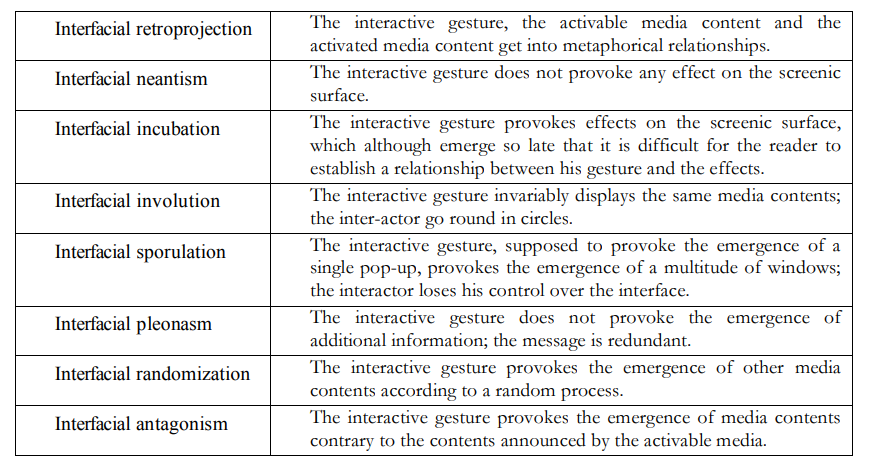 Interfacial retroprojection
The interactive gesture, the activable media content and the
activated media content get into metaphorical relationships.
Interfacial neantism
The interactive gesture does not provoke any effect on the screenic
surface.
Interfacial incubation
The interactive gesture provokes effects on the screenic surface,
which although emerge so late that it is difficult for the reader to
establish a relationship between his gesture and the effects.
Interfacial involution
The interactive gesture invariably displays the same media contents;
the inter-actor go round in circles.
Interfacial sporulation
The interactive gesture, supposed to provoke the emergence of a
single pop-up, provokes the emergence of a multitude of windows;
the interactor loses his control over the interface.
Interfacial pleonasm
The interactive gesture does not provoke the emergence of
additional information; the message is redundant.
Interfacial randomization
The interactive gesture provokes the emergence of other media
contents according to a random process.
Interfacial antagonism
The interactive gesture provokes the emergence of media contents
contrary to the contents announced by the activable media.